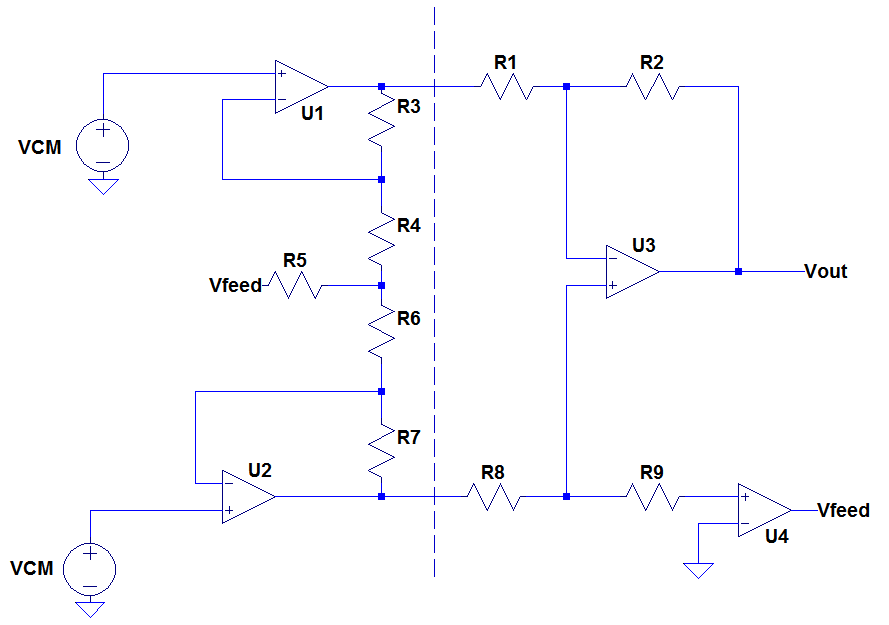 R1
R2
+
−
U1
R3
VCM
+
−
R4
R5
Vfeed
U3
−
+
Vout
R6
R7
U2
−
+
R8
R9
+
−
U4
Vfeed
VCM
+
−